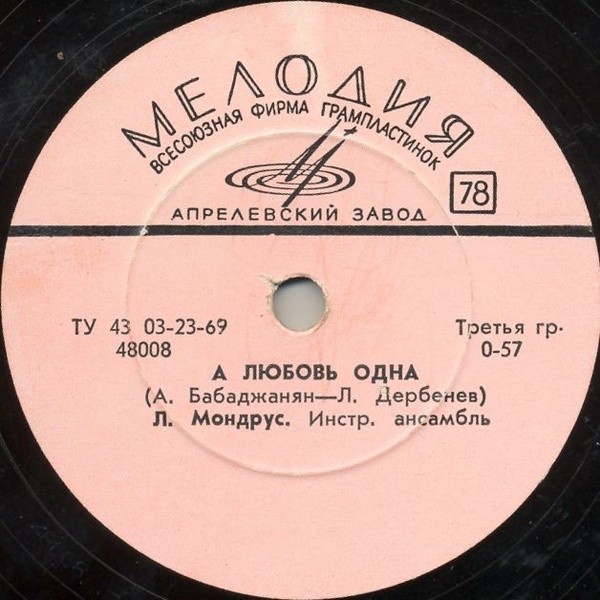 МЕЛОДИЯ
ВСЕСОЮЗНАЯ ФИРМА ГРАМПЛАСТИНОК
78
АПРЕЛЕВСКИЙ ЗАВОД
ТУ 43 03-23-69 Третья гр.
48008 0-57
А ЛЮБОВЬ ОДНА
(А. Бабаджанян—Л. Дербенев)
Л. Мондрус. Инстр. ансамбль